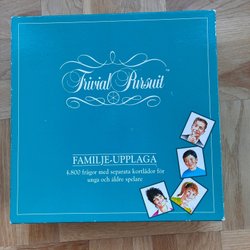 Trivial Pursuit
FAMILJE-UPPLAGA
4.800 frågor med separata kortlådor för
unga och äldre spelare